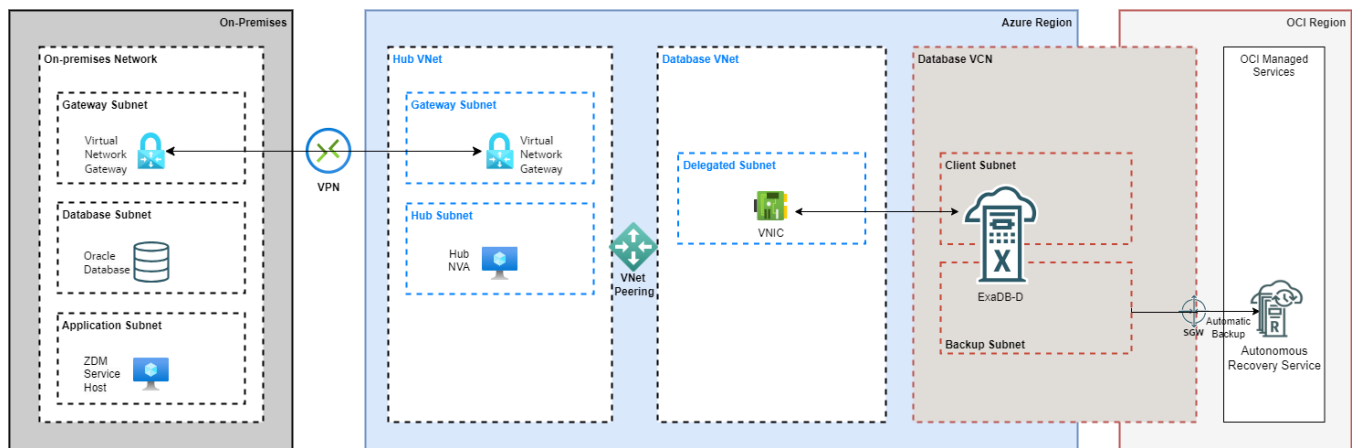 On-Premises
On-premises Network
Gateway Subnet
Virtual
Network
Gateway
Database Subnet
Oracle
Database
Application Subnet
ZDM
Service
Host
VPN
Azure Region
Hub VNet
Gateway Subnet
Virtual
Network
Gateway
Hub Subnet
Hub
NVA
VNet
Peering
Database VNet
Delegated Subnet
VNIC
Database VCN
Client Subnet
X
ExaDB-D
Backup Subnet
OCI Region
OCI Managed
Services
SGW
Automatic
Backup
R
Autonomous
Recovery Service